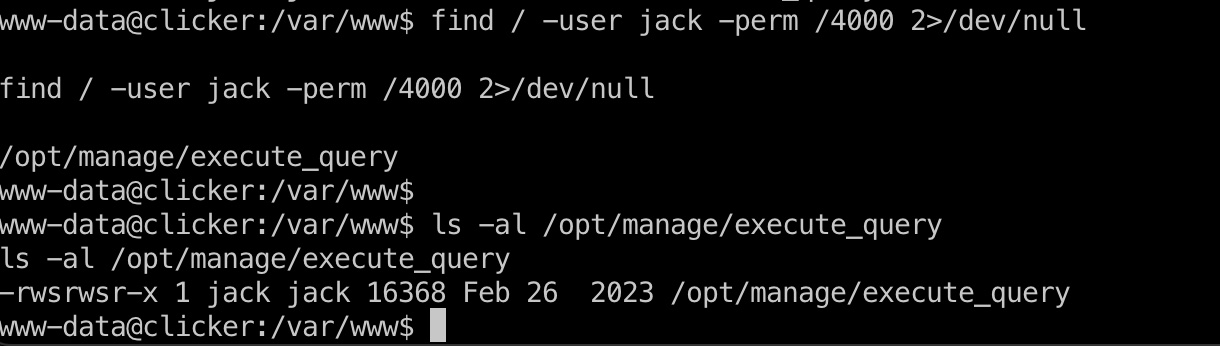 www-data@clicker:/var/www$ find / -user jack -perm /4000 2>/dev/null
find / -user jack -perm /4000 2>/dev/null
/opt/manage/execute_query
www-data@clicker:/var/www$
www-data@clicker:/var/www$ ls -al /opt/manage/execute_query
ls -al /opt/manage/execute_query
-rwsrwsr-x 1 jack jack 16368 Feb 26  2023 /opt/manage/execute_query
www-data@clicker:/var/www$